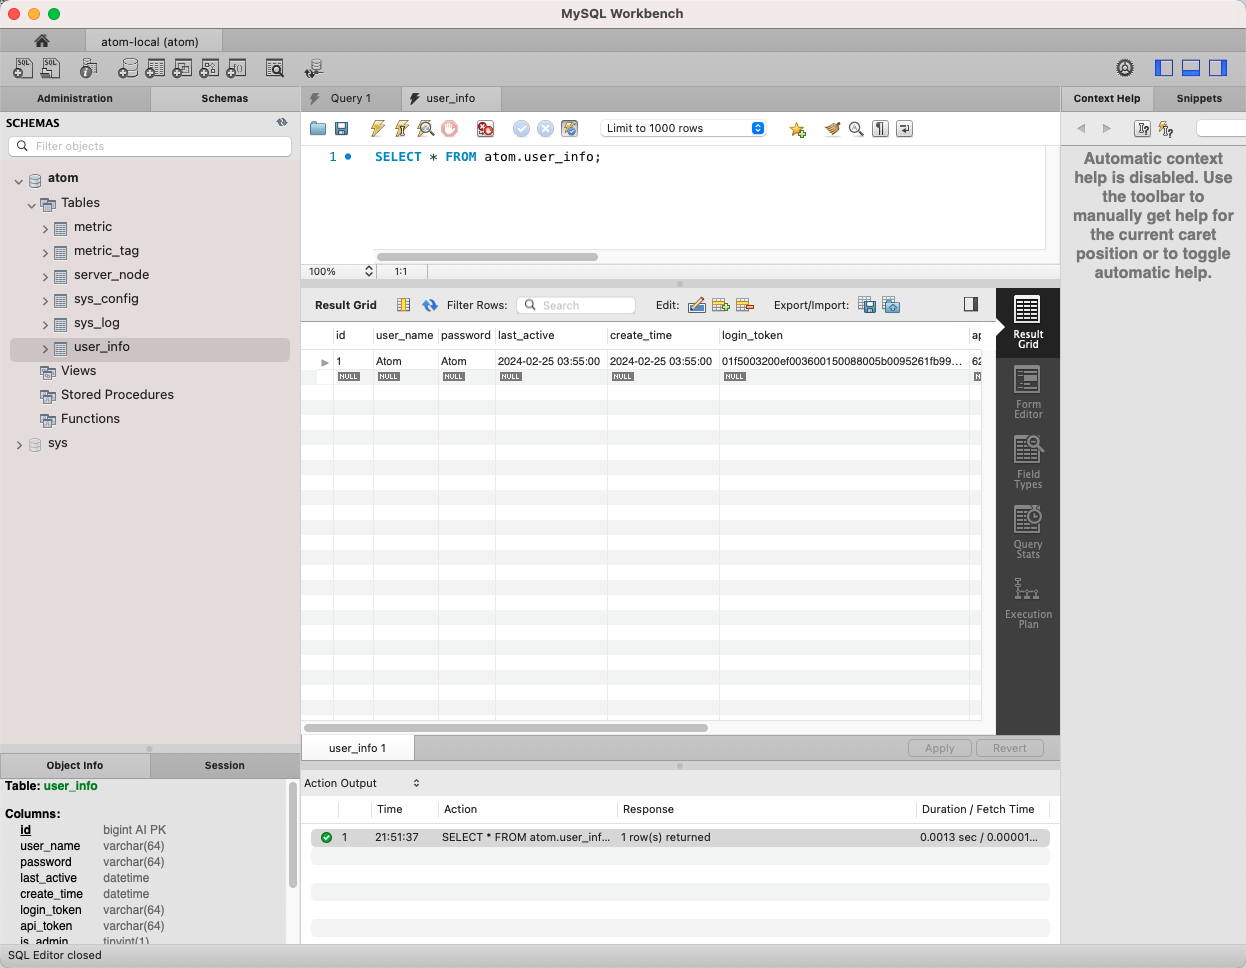 MySQL Workbench
atom-local (atom)
Administration
Schemas
Query 1
user_info
Context Help
Snippets
SCHEMAS
Filter objects
Limit to 1000 rows
atom
Tables
metric
metric_tag
server_node
sys_config
sys_log
user_info
Views
Stored Procedures
Functions
sys
1
SELECT * FROM atom.user_info;
100%
1:1
Automatic context
help is disabled. Use
the toolbar to
manually get help for
the current caret
position or to toggle
automatic help.
Result Grid
Filter Rows:
Search
Edit:
Export/Import:
id user_name password last_active create_time login_token ap
1 Atom Atom 2024-02-25 03:55:00 2024-02-25 03:55:00 01f5003200ef003600150088005b0095261fb99... 62
NULL NULL NULL NULL NULL NULL N
Result
Grid
Form
Editor
Field
Types
Query
Stats
Execution
Plan
user_info 1
Apply
Revert
Object Info
Session
Table: user_info
Columns:
id bigint AI PK
user_name varchar(64)
password varchar(64)
last_active datetime
create_time datetime
login_token varchar(64)
api_token varchar(64)
is_admin tinyint(1)
Action Output
Time Action Response Duration / Fetch Time
1 21:51:37 SELECT * FROM atom.user_inf... 1 row(s) returned 0.0013 sec / 0.00001...
SQL Editor closed